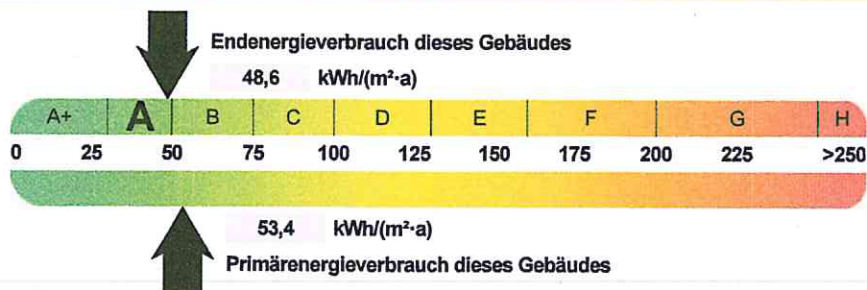 Endenergieverbrauch dieses Gebäudes
48,6 kWh/(m²·a)
A+ A B C D E F G H
0 25 50 75 100 125 150 175 200 225 >250
53,4 kWh/(m²·a)
Primärenergieverbrauch dieses Gebäudes